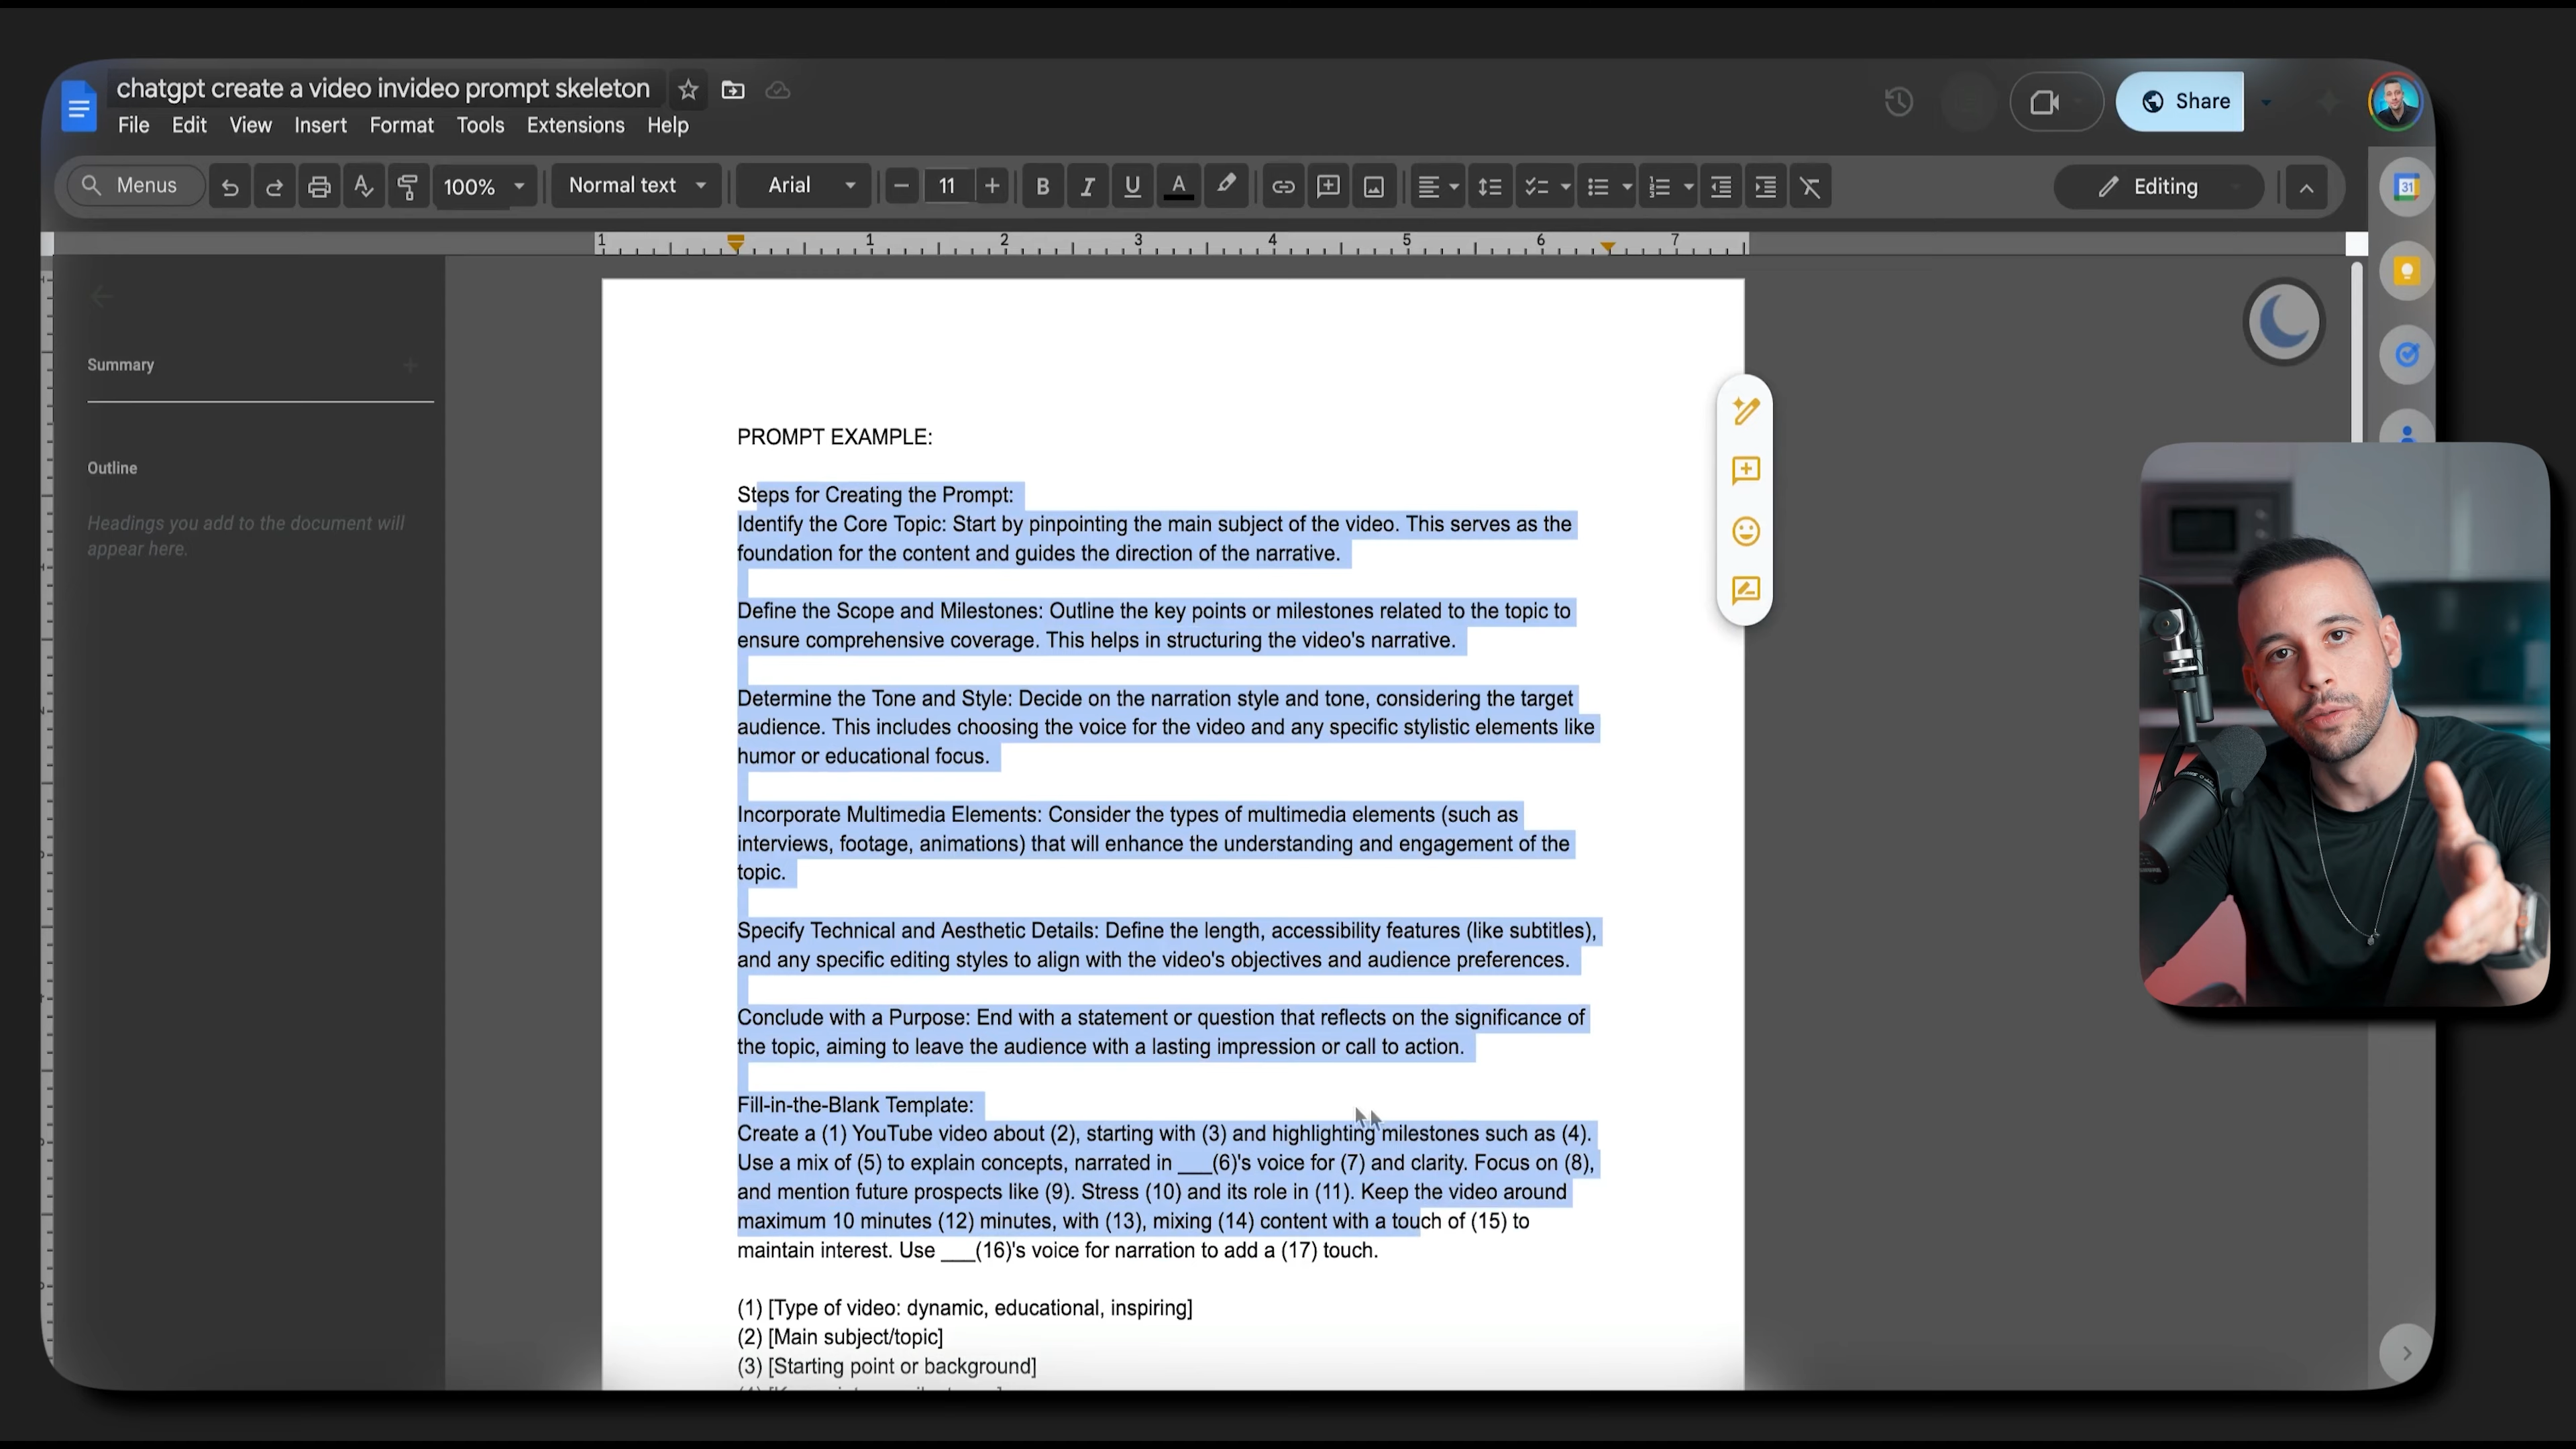 chatgpt create a video invideo prompt skeleton
File Edit View Insert Format Tools Extensions Help
Share
Menus 100% Normal text Arial 11 Editing
1 1 2 3 4 5 6 7
31
Summary
Outline
Headings you add to the document will
appear here.
PROMPT EXAMPLE:
Steps for Creating the Prompt:
Identify the Core Topic: Start by pinpointing the main subject of the video. This serves as the
foundation for the content and guides the direction of the narrative.
Define the Scope and Milestones: Outline the key points or milestones related to the topic to
ensure comprehensive coverage. This helps in structuring the video's narrative.
Determine the Tone and Style: Decide on the narration style and tone, considering the target
audience. This includes choosing the voice for the video and any specific stylistic elements like
humor or educational focus.
Incorporate Multimedia Elements: Consider the types of multimedia elements (such as
interviews, footage, animations) that will enhance the understanding and engagement of the
topic.
Specify Technical and Aesthetic Details: Define the length, accessibility features (like subtitles),
and any specific editing styles to align with the video's objectives and audience preferences.
Conclude with a Purpose: End with a statement or question that reflects on the significance of
the topic, aiming to leave the audience with a lasting impression or call to action.
Fill-in-the-Blank Template:
Create a (1) YouTube video about (2), starting with (3) and highlighting milestones such as (4).
Use a mix of (5) to explain concepts, narrated in ___(6)'s voice for (7) and clarity. Focus on (8),
and mention future prospects like (9). Stress (10) and its role in (11). Keep the video around
maximum 10 minutes (12) minutes, with (13), mixing (14) content with a touch of (15) to
maintain interest. Use ___(16)'s voice for narration to add a (17) touch.
(1) [Type of video: dynamic, educational, inspiring]
(2) [Main subject/topic]
(3) [Starting point or background]